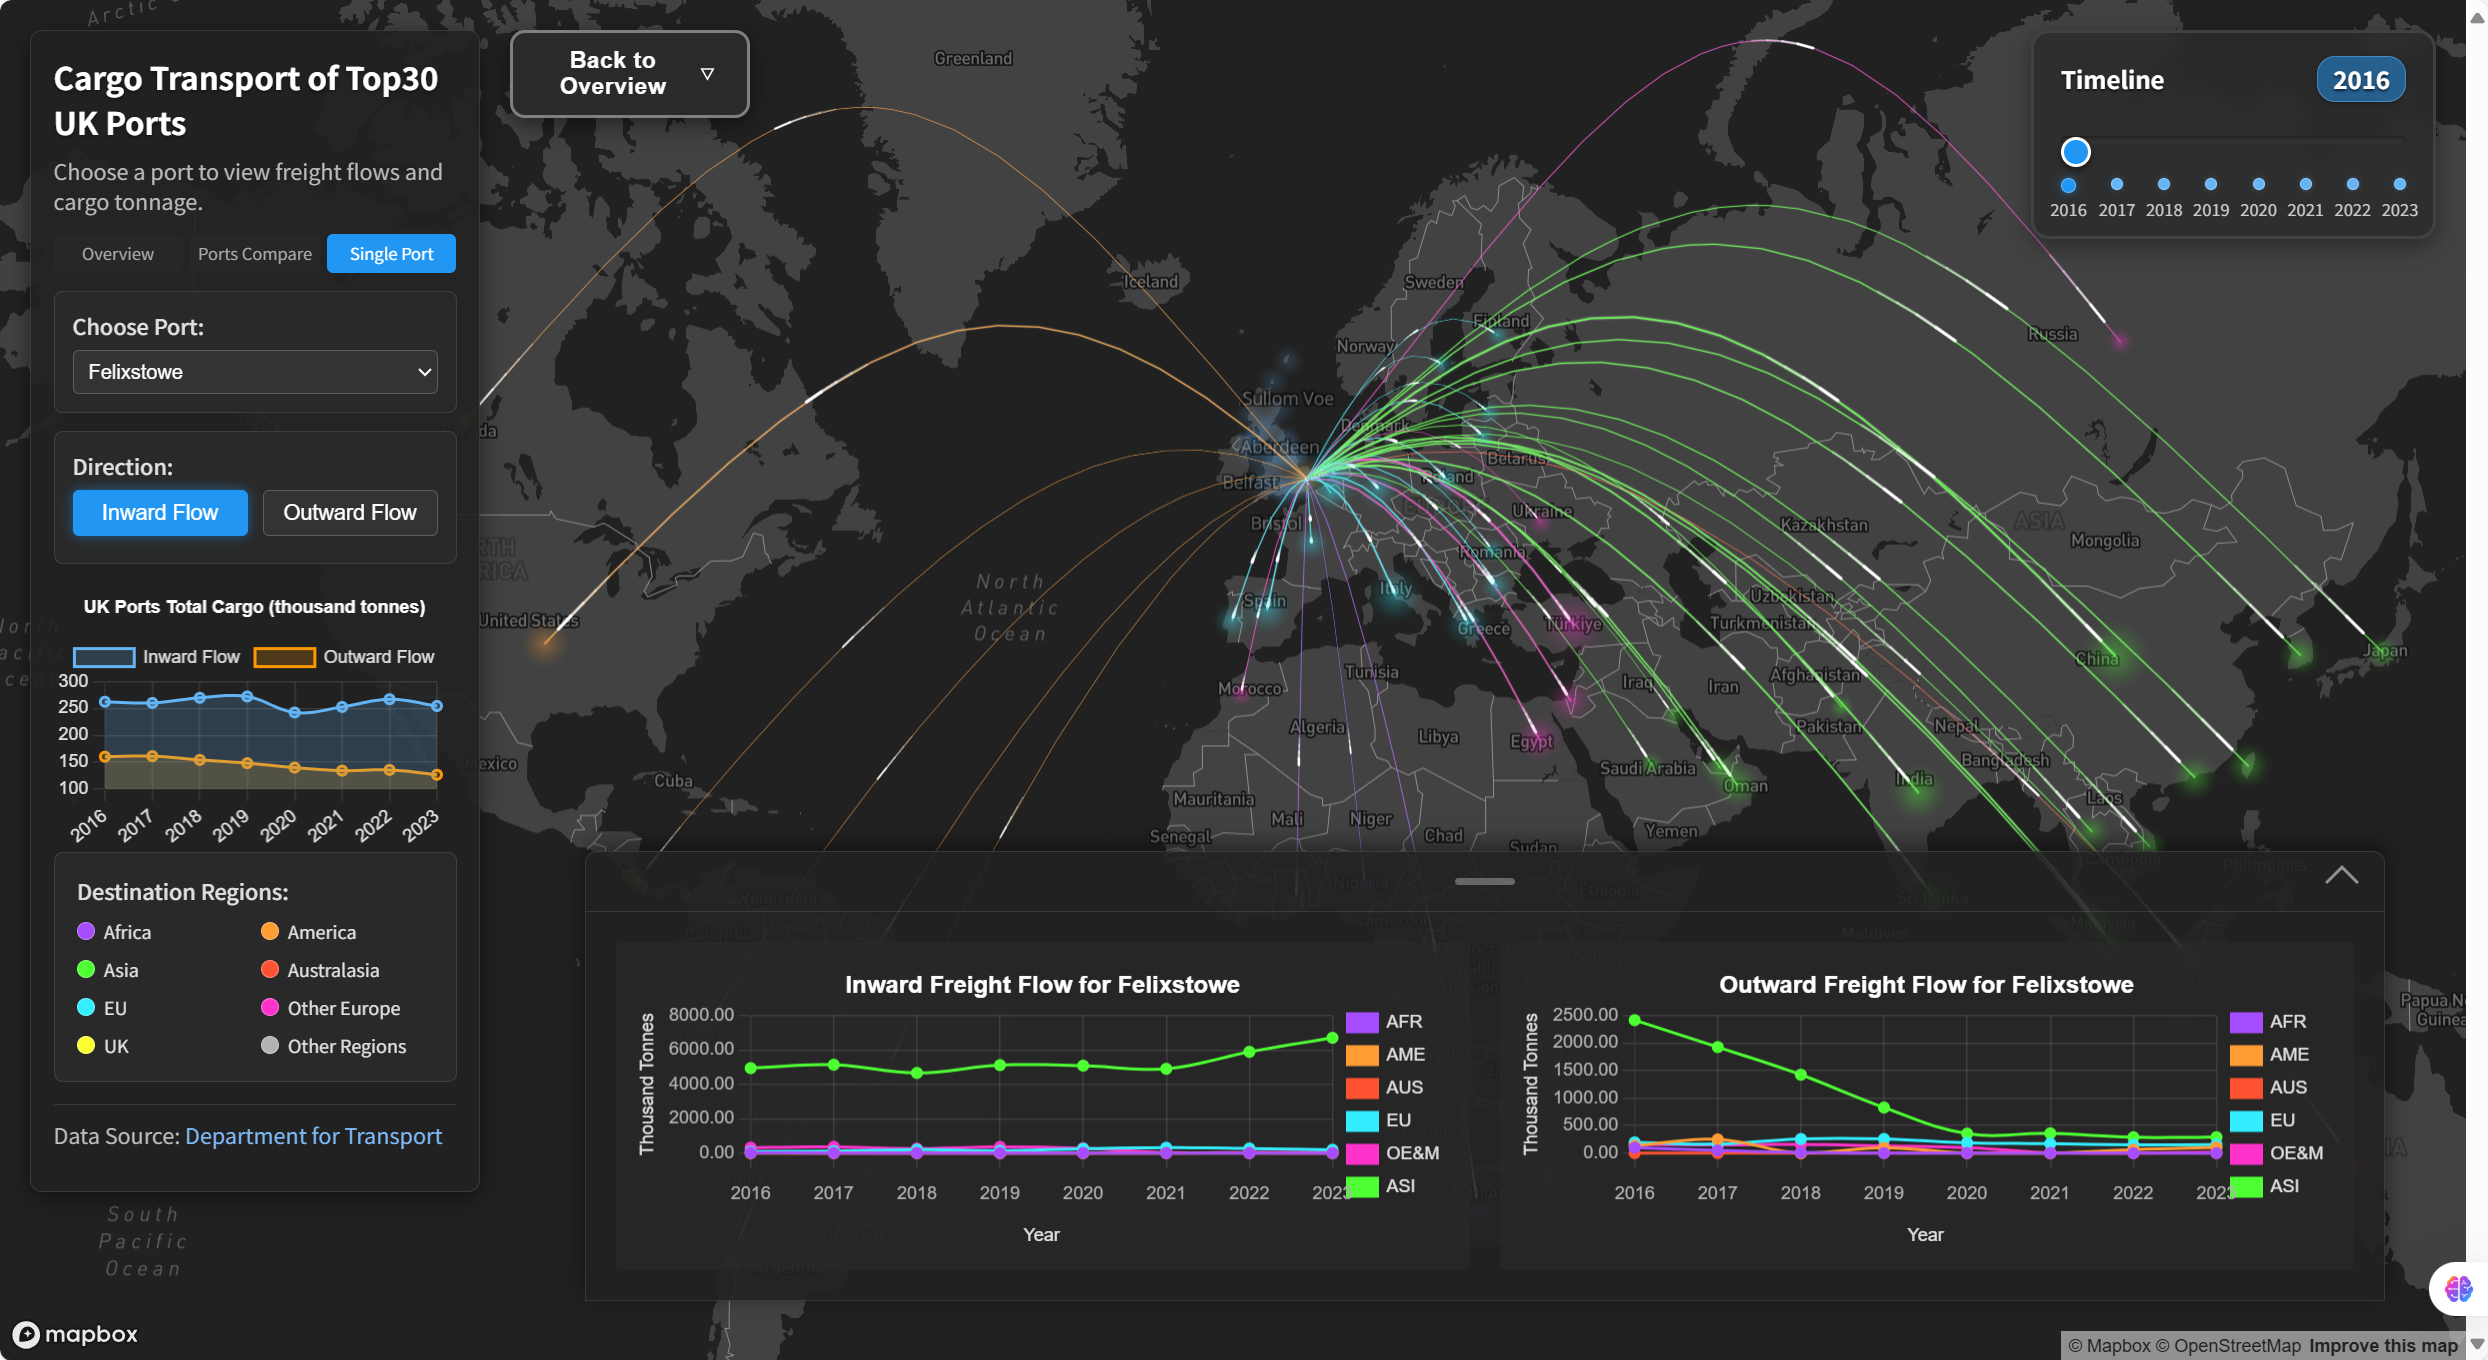 Cargo Transport of Top30
UK Ports
Choose a port to view freight flows and
cargo tonnage.
Overview
Ports Compare
Single Port
Choose Port:
Felixstowe
Direction:
Inward Flow
Outward Flow
UK Ports Total Cargo (thousand tonnes)
Inward Flow
Outward Flow
300
250
200
150
100
2016
2017
2018
2019
2020
2021
2022
2023
Destination Regions:
Africa
America
Asia
Australasia
EU
Other Europe
UK
Other Regions
Data Source: Department for Transport
Back to
Overview
Timeline
2016
2016
2017
2018
2019
2020
2021
2022
2023
Arctic
Greenland
Iceland
Sweden
Finland
Norway
Russia
Sullom Voe
Denmark
Aberdeen
Belarus
Belfast
Poland
Bristol
Ukraine
Kazakhstan
ASIA
Mongolia
Romania
North
Atlantic
Ocean
Italy
Spain
Uzbekistan
United States
Greece
Türkiye
Turkmenistan
China
Japan
Tunisia
Morocco
Iraq
Iran
Afghanistan
Algeria
Libya
Egypt
Pakistan
Nepal
Mexico
Cuba
Saudi Arabia
Oman
India
Bangladesh
Mauritania
Mali
Niger
Laos
Senegal
Chad
Yemen
Sudan
Cambodia
Philippines
Venezuela
Nigeria
Ethiopia
Sri Lanka
Colombia
Cameroon
Malaysia
Maldives
Papua N
Guinea
Inward Freight Flow for Felixstowe
Thousand Tonnes
8000.00
6000.00
4000.00
2000.00
0.00
2016
2017
2018
2019
2020
2021
2022
2023
Year
AFR
AME
AUS
EU
OE&M
ASI
Outward Freight Flow for Felixstowe
Thousand Tonnes
2500.00
2000.00
1500.00
1000.00
500.00
0.00
2016
2017
2018
2019
2020
2021
2022
2023
Year
AFR
AME
AUS
EU
OE&M
ASI
South
Pacific
Ocean
mapbox
© Mapbox © OpenStreetMap Improve this map